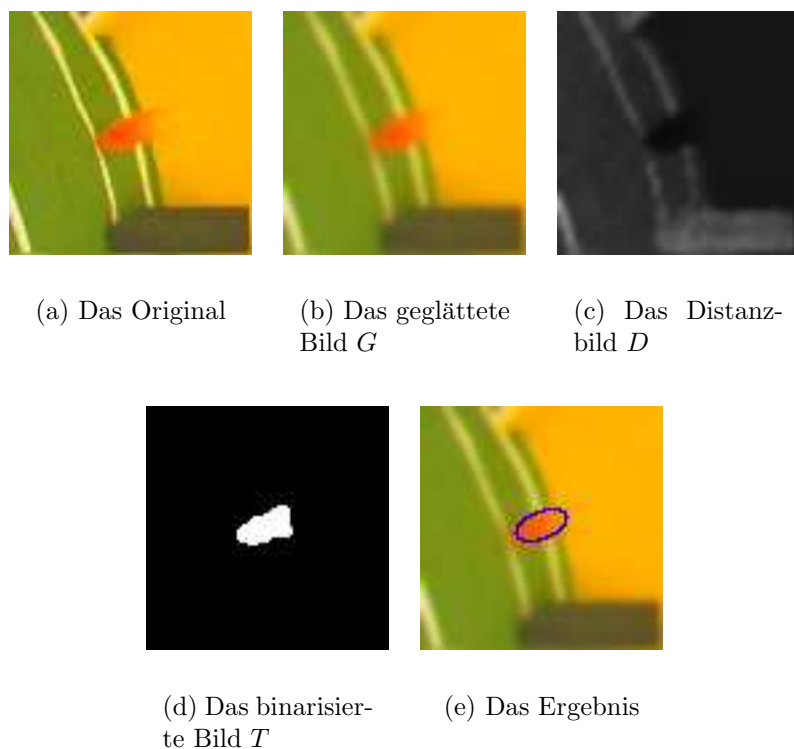 (a) Das Original
(b) Das geglättete
Bild G
(c) Das Distanz-
bild D
(d) Das binarisier-
te Bild T
(e) Das Ergebnis